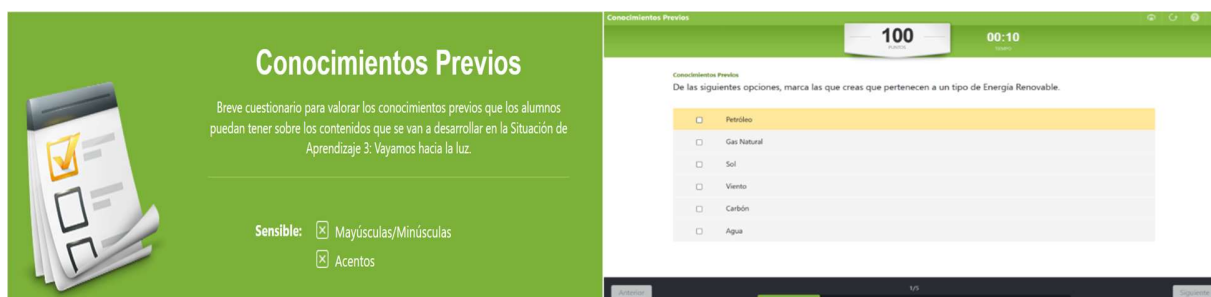 Conocimientos Previos
Breve cuestionario para valorar los conocimientos previos que los alumnos
puedan tener sobre los contenidos que se van a desarrollar en la Situación de
Aprendizaje 3: Vayamos hacia la luz.
Sensible: Mayúsculas/Minúsculas
Acentos
Conocimientos Previos
100
PUNTOS
00:10
TIEMPO
Conocimientos Previos
De las siguientes opciones, marca las que creas que pertenecen a un tipo de Energía Renovable.
Petróleo
Gas Natural
Sol
Viento
Carbón
Agua
Anterior
1/5
Siguiente